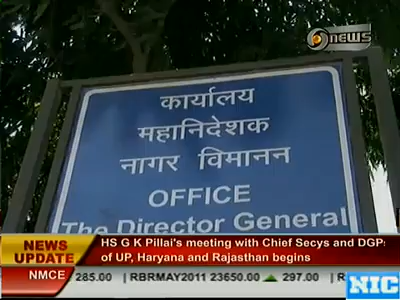 news
कार्यालय
महानिदेशक
नागर विमानन
OFFICE
The Director General
NEWS UPDATE
HS G K Pillai's meeting with Chief Secys and DGPs
of UP, Haryana and Rajasthan begins
NMCE 285.00 RBRMAY2011 23650.00 ▲ 297.00 NIC